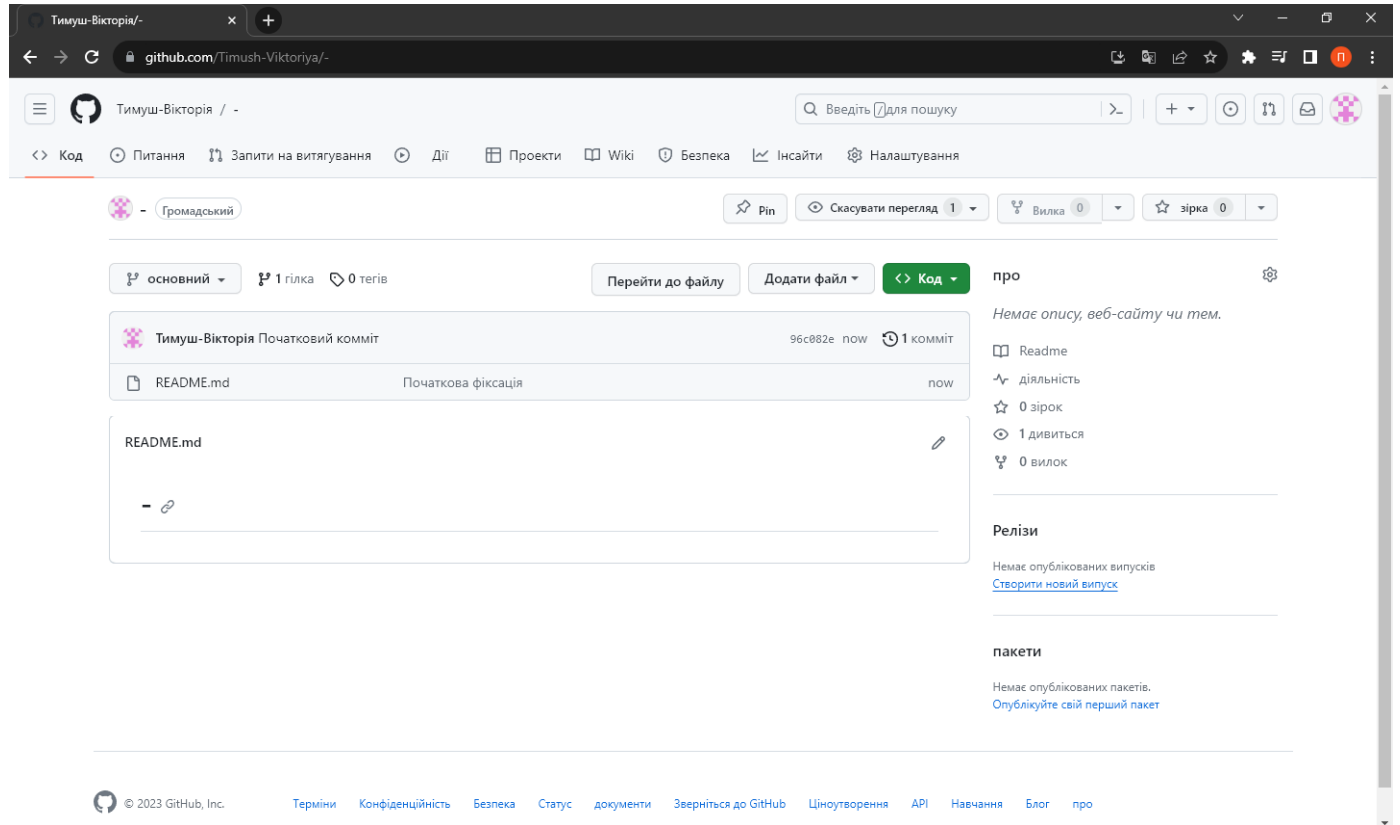 Тимуш-Вікторія/-
github.com/Timush-Viktoriya/-
П
Тимуш-Вікторія / -
Введіть / для пошуку
Код Питання Запити на витягування Дії Проекти Wiki Безпека Інсайти Налаштування
- Громадський
Pin Скасувати перегляд 1 Вилка 0 зірка 0
основний 1 гілка 0 тегів
Перейти до файлу Додати файл Код
Тимуш-Вікторія Початковий комміт 96c082e now 1 комміт
README.md Початкова фіксація now
README.md
-
про
Немає опису, веб-сайту чи тем.
Readme
діяльність
0 зірок
1 дивиться
0 вилок
Релізи
Немає опублікованих випусків
Створити новий випуск
пакети
Немає опублікованих пакетів.
Опублікуйте свій перший пакет
© 2023 GitHub, Inc. Терміни Конфіденційність Безпека Статус документи Зверніться до GitHub Ціноутворення API Навчання Блог про